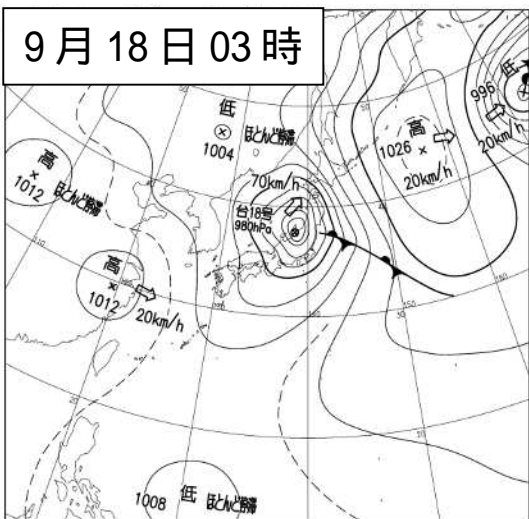 9月18日03時
996
低
20km/h
低
1004
ほとんど停滞
高
1026
20km/h
高
1012
ほとんど停滞
70km/h
台18号
980hPa
高
1012
20km/h
1008
低
ほとんど停滞